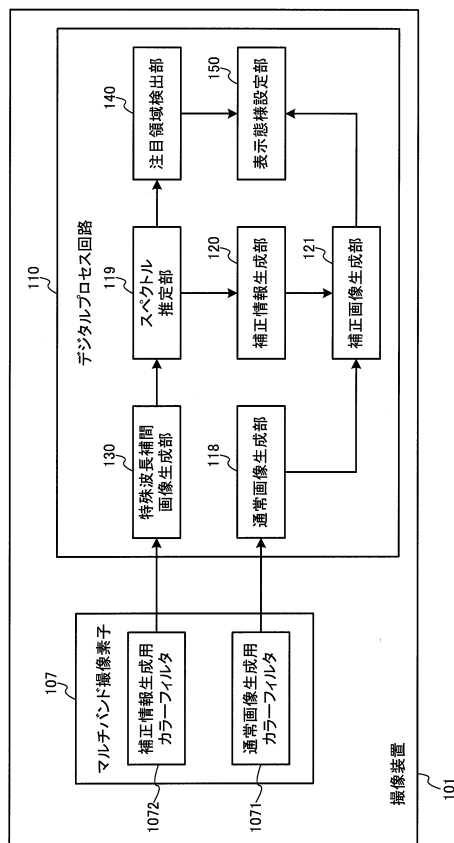 110
デジタルプロセス回路
107
マルチバンド撮像素子
1072
補正情報生成用
カラーフィルタ
130
特殊波長補間
画像生成部
119
スペクトル
推定部
140
注目領域検出部
120
補正情報生成部
150
表示態様設定部
1071
通常画像生成用
カラーフィルタ
118
通常画像生成部
121
補正画像生成部
撮像装置
101